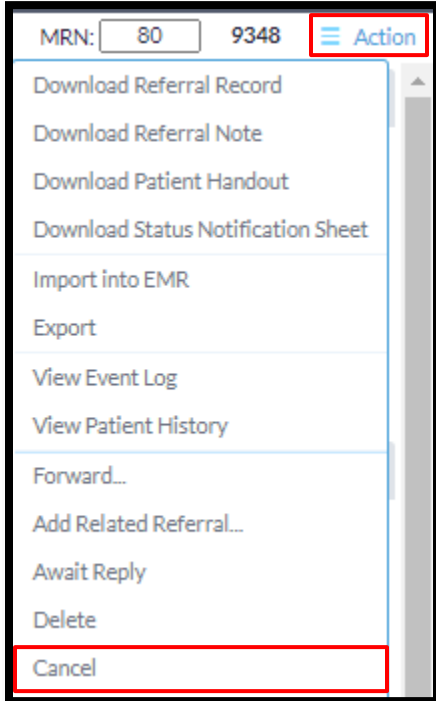 MRN: 80 9348 Action
Download Referral Record
Download Referral Note
Download Patient Handout
Download Status Notification Sheet
Import into EMR
Export
View Event Log
View Patient History
Forward...
Add Related Referral...
Await Reply
Delete
Cancel